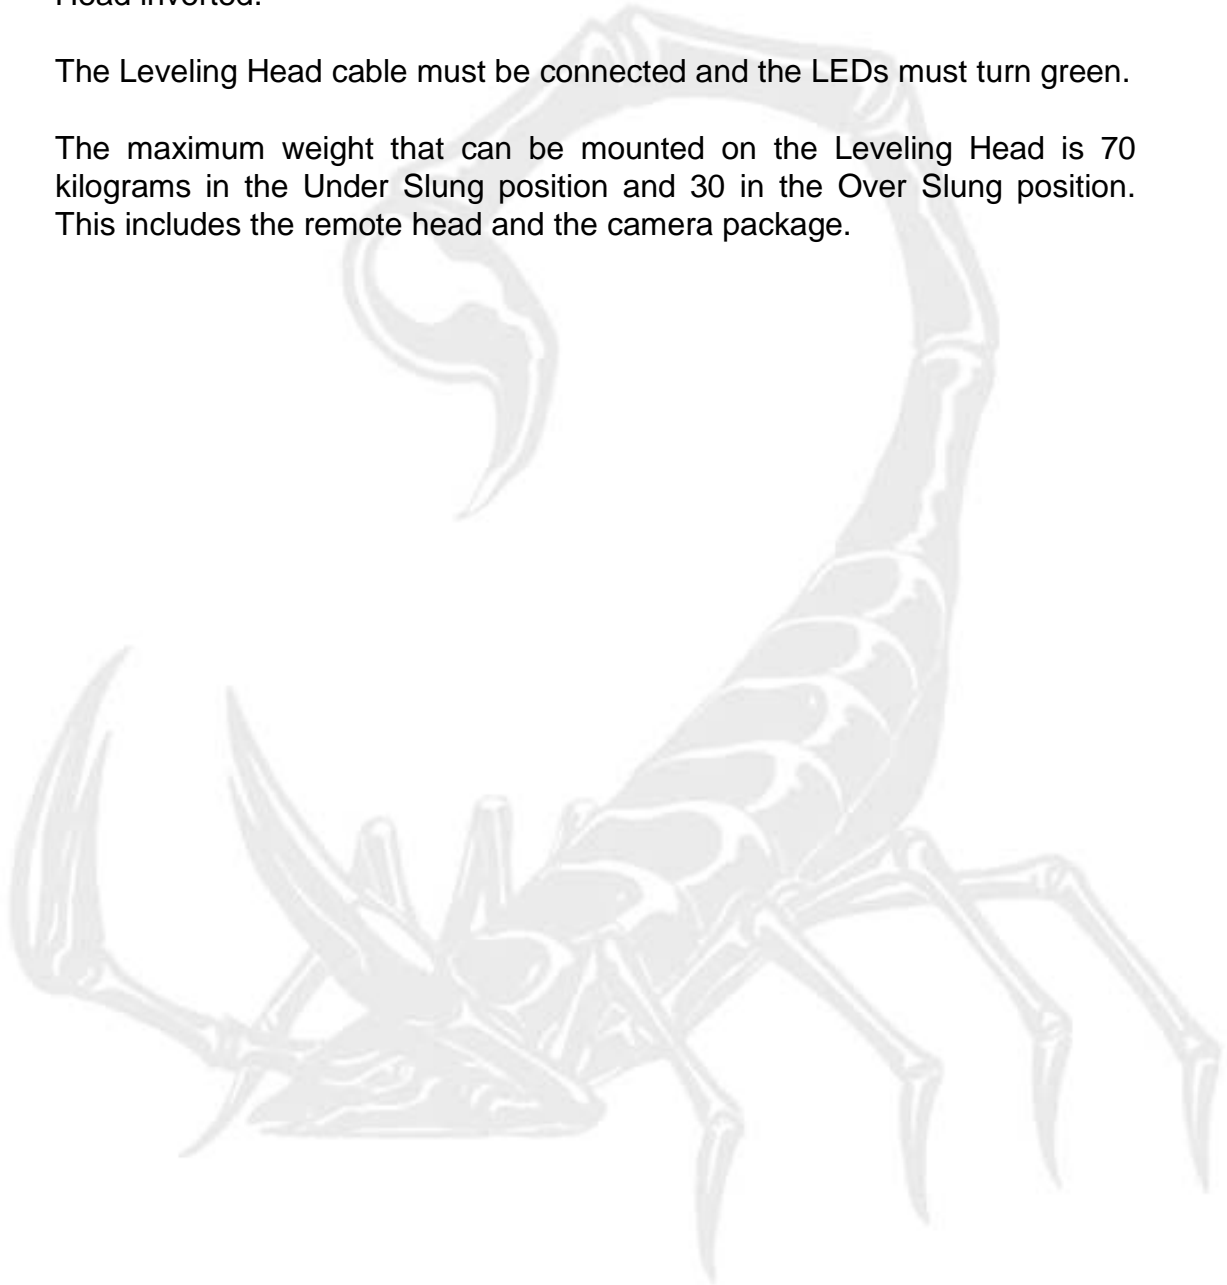 Head inverted.
The Leveling Head cable must be connected and the LEDs must turn green.
The maximum weight that can be mounted on the Leveling Head is 70
kilograms in the Under Slung position and 30 in the Over Slung position.
This includes the remote head and the camera package.